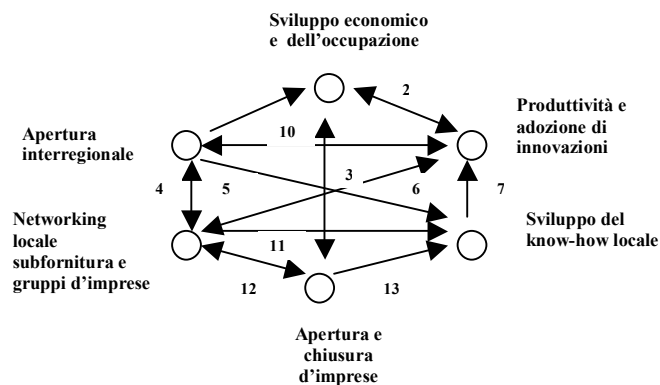 Sviluppo economico
e dell'occupazione
2
Produttività e
adozione di
innovazioni
10
Apertura
interregionale
4
5
3
6
7
Networking
locale
subfornitura e
gruppi d'imprese
Sviluppo del
know-how locale
11
12
13
Apertura e
chiusura
d'imprese